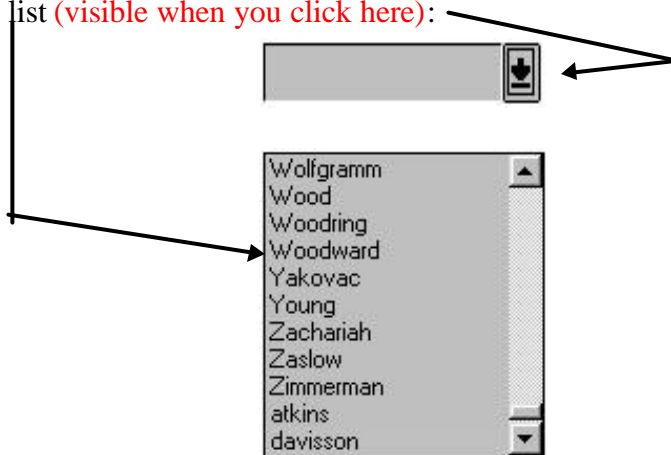 list (visible when you click here):
Wolfgramm
Wood
Woodring
Woodward
Yakovac
Young
Zachariah
Zaslow
Zimmerman
atkins
davisson